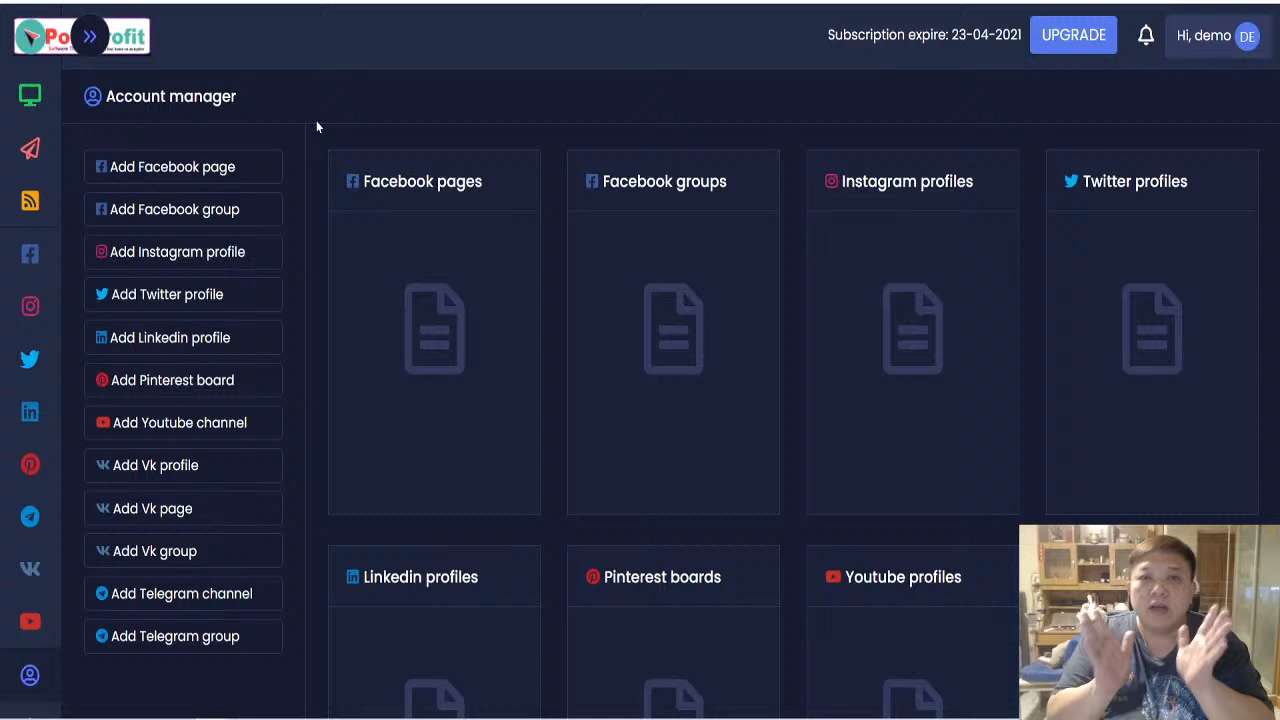 Subscription expire: 23-04-2021
UPGRADE
Hi, demo
DE
Account manager
Add Facebook page
Add Facebook group
Add Instagram profile
Add Twitter profile
Add Linkedin profile
Add Pinterest board
Add Youtube channel
Add Vk profile
Add Vk page
Add Vk group
Add Telegram channel
Add Telegram group
Facebook pages
Facebook groups
Instagram profiles
Twitter profiles
Linkedin profiles
Pinterest boards
Youtube profiles